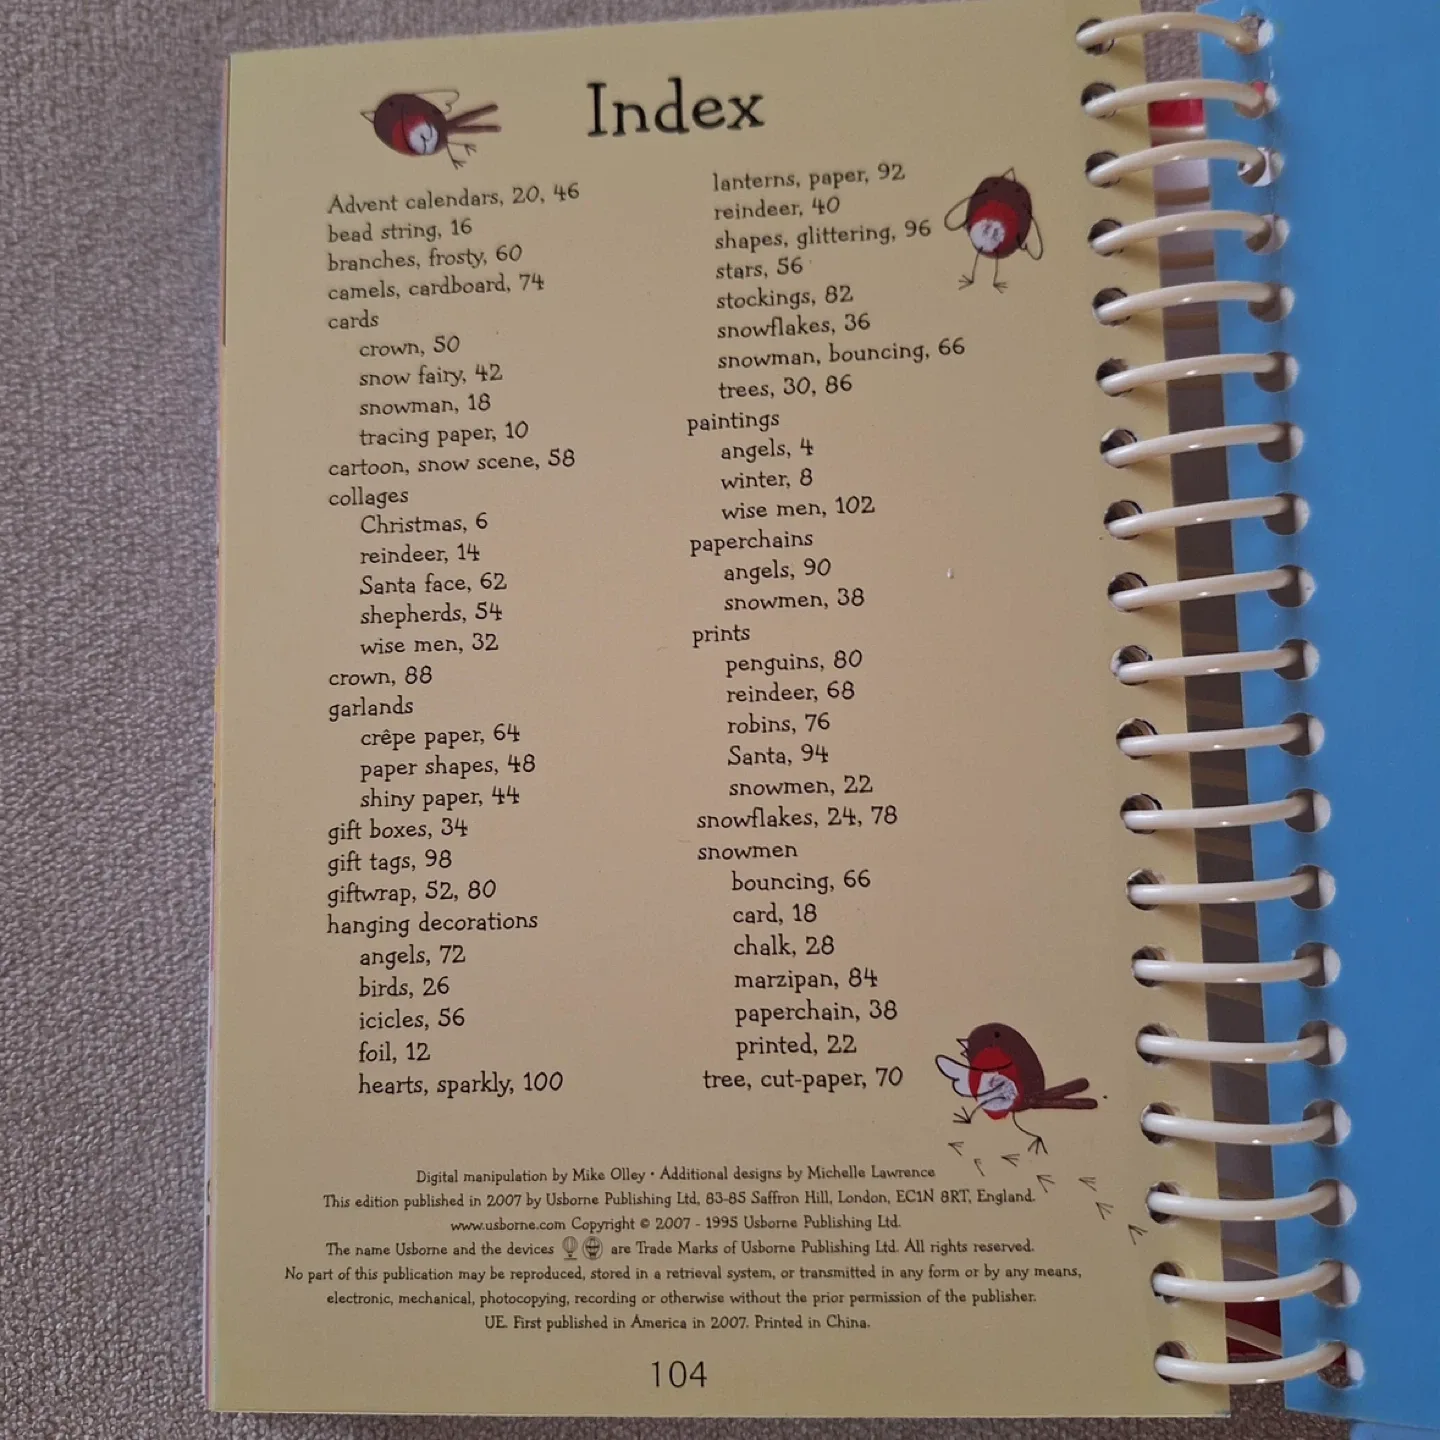 Index
Advent calendars, 20, 46
bead string, 16
branches, frosty, 60
camels, cardboard, 74
cards
crown, 50
snow fairy, 42
snowman, 18
tracing paper, 10
cartoon, snow scene, 58
collages
Christmas, 6
reindeer, 14
Santa face, 62
shepherds, 54
wise men, 32
crown, 88
garlands
crêpe paper, 64
paper shapes, 48
shiny paper, 44
gift boxes, 34
gift tags, 98
giftwrap, 52, 80
hanging decorations
angels, 72
birds, 26
icicles, 56
foil, 12
hearts, sparkly, 100
lanterns, paper, 92
reindeer, 40
shapes, glittering, 96
stars, 56
stockings, 82
snowflakes, 36
snowman, bouncing, 66
trees, 30, 86
paintings
angels, 4
winter, 8
wise men, 102
paperchains
angels, 90
snowmen, 38
prints
penguins, 80
reindeer, 68
robins, 76
Santa, 94
snowmen, 22
snowflakes, 24, 78
snowmen
bouncing, 66
card, 18
chalk, 28
marzipan, 84
paperchain, 38
printed, 22
tree, cut-paper, 70
Digital manipulation by Mike Olley • Additional designs by Michelle Lawrence
This edition published in 2007 by Usborne Publishing Ltd, 83-85 Saffron Hill, London, EC1N 8RT, England.
www.usborne.com Copyright © 2007 - 1995 Usborne Publishing Ltd.
The name Usborne and the devices are Trade Marks of Usborne Publishing Ltd. All rights reserved.
No part of this publication may be reproduced, stored in a retrieval system, or transmitted in any form or by any means,
electronic, mechanical, photocopying, recording or otherwise without the prior permission of the publisher.
UE. First published in America in 2007. Printed in China.
104